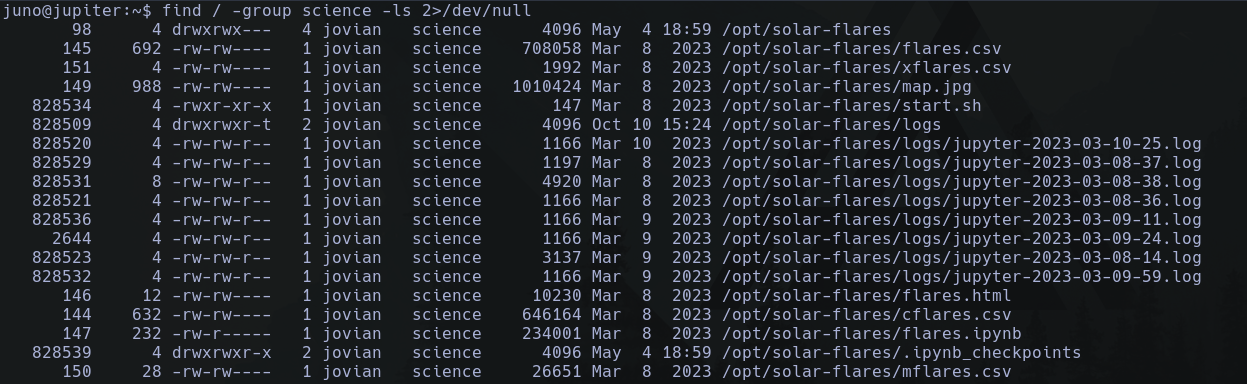 juno@jupiter:~$ find / -group science -ls 2>/dev/null
98 4 drwxrwx--- 4 jovian science 4096 May 4 18:59 /opt/solar-flares
145 692 -rw-rw---- 1 jovian science 708058 Mar 8 2023 /opt/solar-flares/flares.csv
151 4 -rw-rw---- 1 jovian science 1992 Mar 8 2023 /opt/solar-flares/xflares.csv
149 988 -rw-rw---- 1 jovian science 1010424 Mar 8 2023 /opt/solar-flares/map.jpg
828534 4 -rwxr-xr-x 1 jovian science 147 Mar 8 2023 /opt/solar-flares/start.sh
828509 4 drwxrwxr-t 2 jovian science 4096 Oct 10 15:24 /opt/solar-flares/logs
828520 4 -rw-rw-r-- 1 jovian science 1166 Mar 10 2023 /opt/solar-flares/logs/jupyter-2023-03-10-25.log
828529 4 -rw-rw-r-- 1 jovian science 1197 Mar 8 2023 /opt/solar-flares/logs/jupyter-2023-03-08-37.log
828531 8 -rw-rw-r-- 1 jovian science 4920 Mar 8 2023 /opt/solar-flares/logs/jupyter-2023-03-08-38.log
828521 4 -rw-rw-r-- 1 jovian science 1166 Mar 8 2023 /opt/solar-flares/logs/jupyter-2023-03-08-36.log
828536 4 -rw-rw-r-- 1 jovian science 1166 Mar 9 2023 /opt/solar-flares/logs/jupyter-2023-03-09-11.log
2644 4 -rw-rw-r-- 1 jovian science 1166 Mar 9 2023 /opt/solar-flares/logs/jupyter-2023-03-09-24.log
828523 4 -rw-rw-r-- 1 jovian science 3137 Mar 9 2023 /opt/solar-flares/logs/jupyter-2023-03-08-14.log
828532 4 -rw-rw-r-- 1 jovian science 1166 Mar 9 2023 /opt/solar-flares/logs/jupyter-2023-03-09-59.log
146 12 -rw-rw---- 1 jovian science 10230 Mar 8 2023 /opt/solar-flares/flares.html
144 632 -rw-rw---- 1 jovian science 646164 Mar 8 2023 /opt/solar-flares/cflares.csv
147 232 -rw-r----- 1 jovian science 234001 Mar 8 2023 /opt/solar-flares/flares.ipynb
828539 4 drwxrwxr-x 2 jovian science 4096 May 4 18:59 /opt/solar-flares/.ipynb_checkpoints
150 28 -rw-rw---- 1 jovian science 26651 Mar 8 2023 /opt/solar-flares/mflares.csv